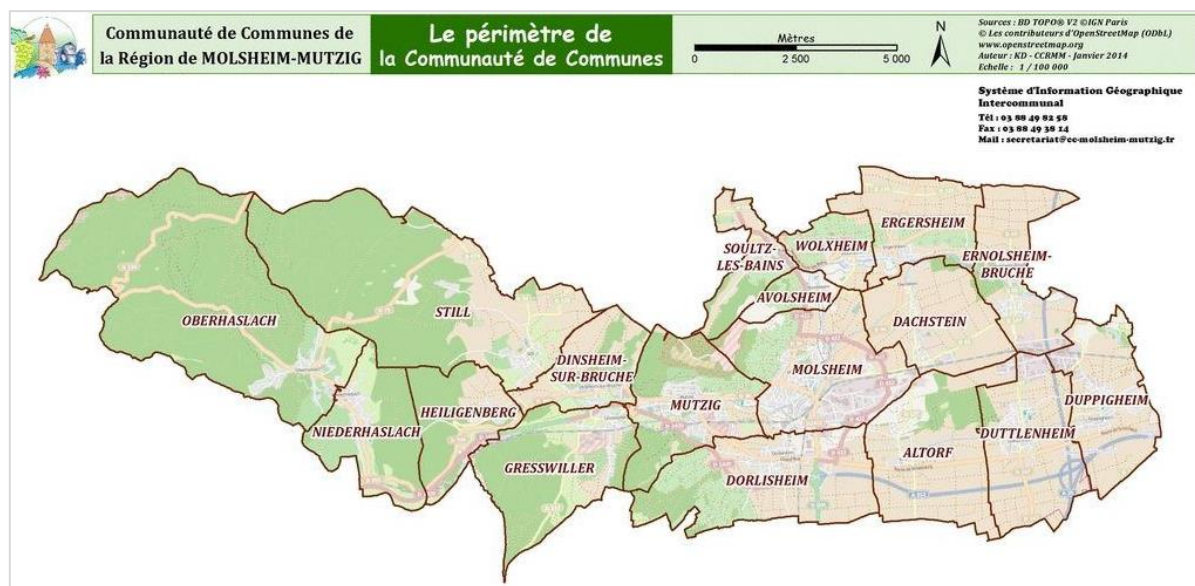 Communauté de Communes de
la Région de MOLSHEIM-MUTZIG
Le périmètre de
la Communauté de Communes
Mètres
0 2 500 5 000
N
Sources : BD TOPO® V2 ©IGN Paris
© Les contributeurs d'OpenStreetMap (ODbL)
www.openstreetmap.org
Auteur : KD - CCRMM - Janvier 2014
Echelle : 1 / 100 000
Système d'Information Géographique
Intercommunal
Tél : 03 88 49 82 58
Fax : 03 88 49 38 14
Mail : secretariat@cc-molsheim-mutzig.fr
ERGERSHEIM
WOLXHEIM
SOULTZ-
LES-BAINS
ERNOLSHEIM-
BRUCHE
AVOLSHEIM
OBERHASLACH
STILL
DACHSTEIN
DINSHEIM-
SUR-BRUCHE
MOLSHEIM
MUTZIG
DUPPIGHEIM
HEILIGENBERG
NIEDERHASLACH
DUTTLENHEIM
ALTORF
GRESSWILLER
DORLISHEIM